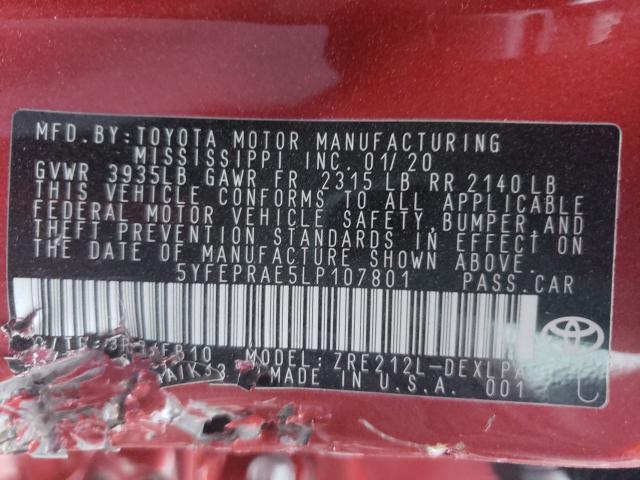 MFD. BY: TOYOTA MOTOR MANUFACTURING
MISSISSIPPI INC. 01/20
GVWR 3935LB GAWR FR 2315 LB RR 2140 LB
THIS VEHICLE CONFORMS TO ALL APPLICABLE
FEDERAL MOTOR VEHICLE SAFETY, BUMPER, AND
THEFT PREVENTION STANDARDS IN EFFECT ON
THE DATE OF MANUFACTURE SHOWN ABOVE.
5YFEPRAE5LP107801 PASS. CAR
MODEL: ZRE212L-DEXLPA
MADE IN U.S.A. 001